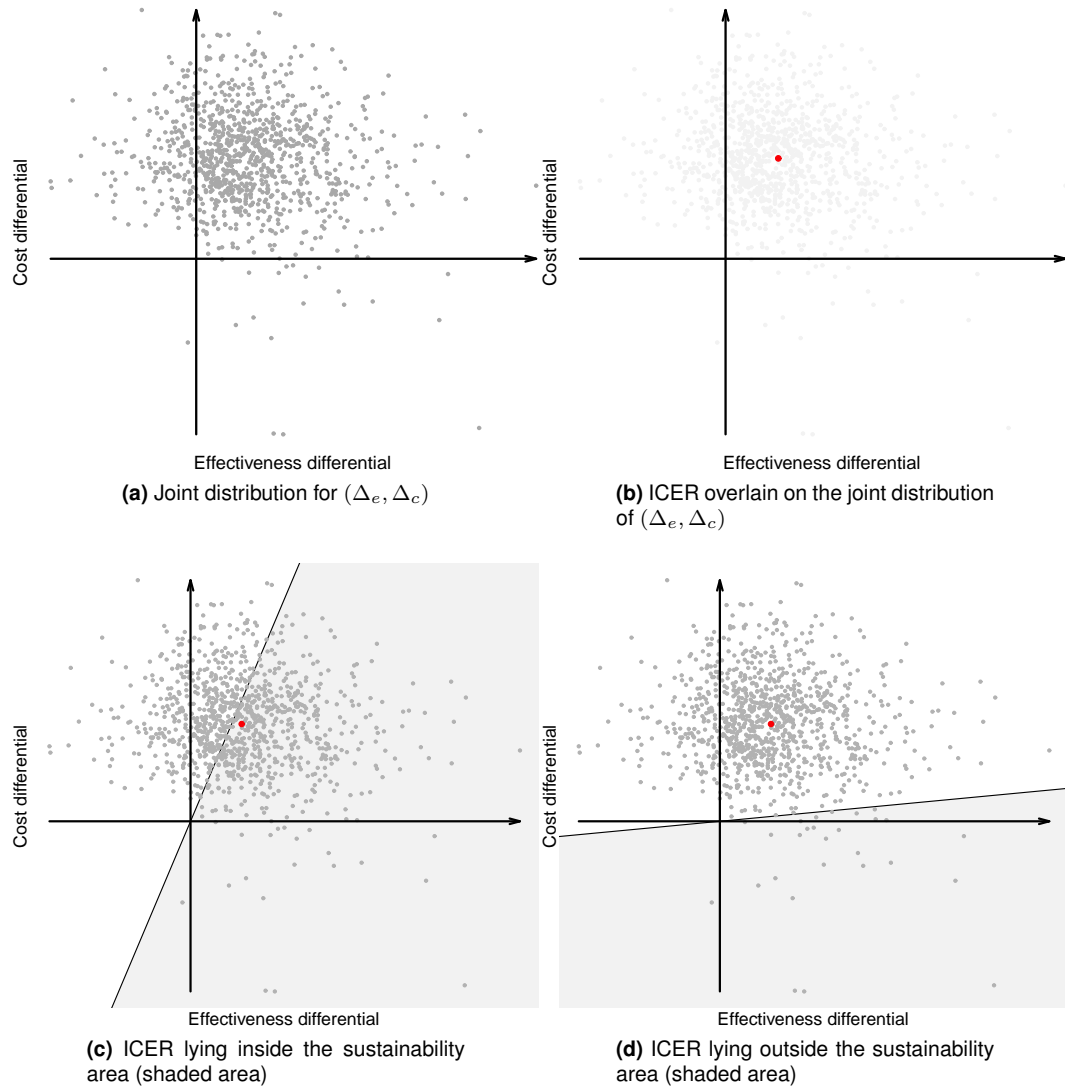 Cost differential
Effectiveness differential
(a) Joint distribution for (Δe, Δc)
Cost differential
Effectiveness differential
(b) ICER overlain on the joint distribution
of (Δe, Δc)
Cost differential
Effectiveness differential
(c) ICER lying inside the sustainability
area (shaded area)
Cost differential
Effectiveness differential
(d) ICER lying outside the sustainability
area (shaded area)